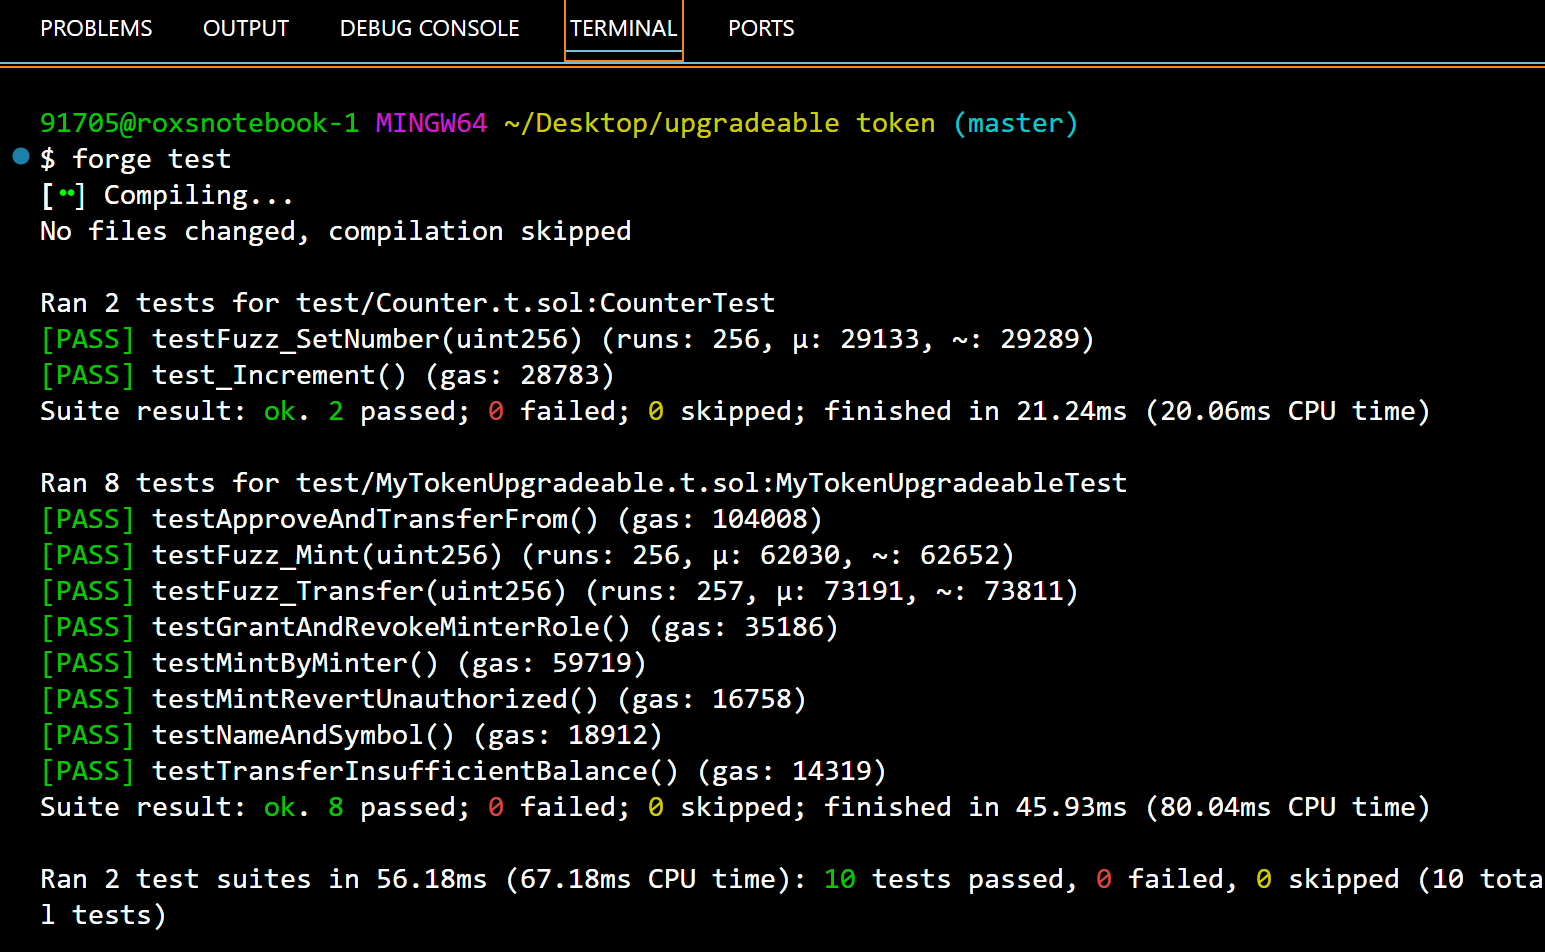 PROBLEMS OUTPUT DEBUG CONSOLE TERMINAL PORTS
91705@roxsnotebook-1 MINGW64 ~/Desktop/upgradeable token (master)
$ forge test
[⠒] Compiling...
No files changed, compilation skipped
Ran 2 tests for test/Counter.t.sol:CounterTest
[PASS] testFuzz_SetNumber(uint256) (runs: 256, μ: 29133, ~: 29289)
[PASS] test_Increment() (gas: 28783)
Suite result: ok. 2 passed; 0 failed; 0 skipped; finished in 21.24ms (20.06ms CPU time)
Ran 8 tests for test/MyTokenUpgradeable.t.sol:MyTokenUpgradeableTest
[PASS] testApproveAndTransferFrom() (gas: 104008)
[PASS] testFuzz_Mint(uint256) (runs: 256, μ: 62030, ~: 62652)
[PASS] testFuzz_Transfer(uint256) (runs: 257, μ: 73191, ~: 73811)
[PASS] testGrantAndRevokeMinterRole() (gas: 35186)
[PASS] testMintByMinter() (gas: 59719)
[PASS] testMintRevertUnauthorized() (gas: 16758)
[PASS] testNameAndSymbol() (gas: 18912)
[PASS] testTransferInsufficientBalance() (gas: 14319)
Suite result: ok. 8 passed; 0 failed; 0 skipped; finished in 45.93ms (80.04ms CPU time)
Ran 2 test suites in 56.18ms (67.18ms CPU time): 10 tests passed, 0 failed, 0 skipped (10 tota
l tests)